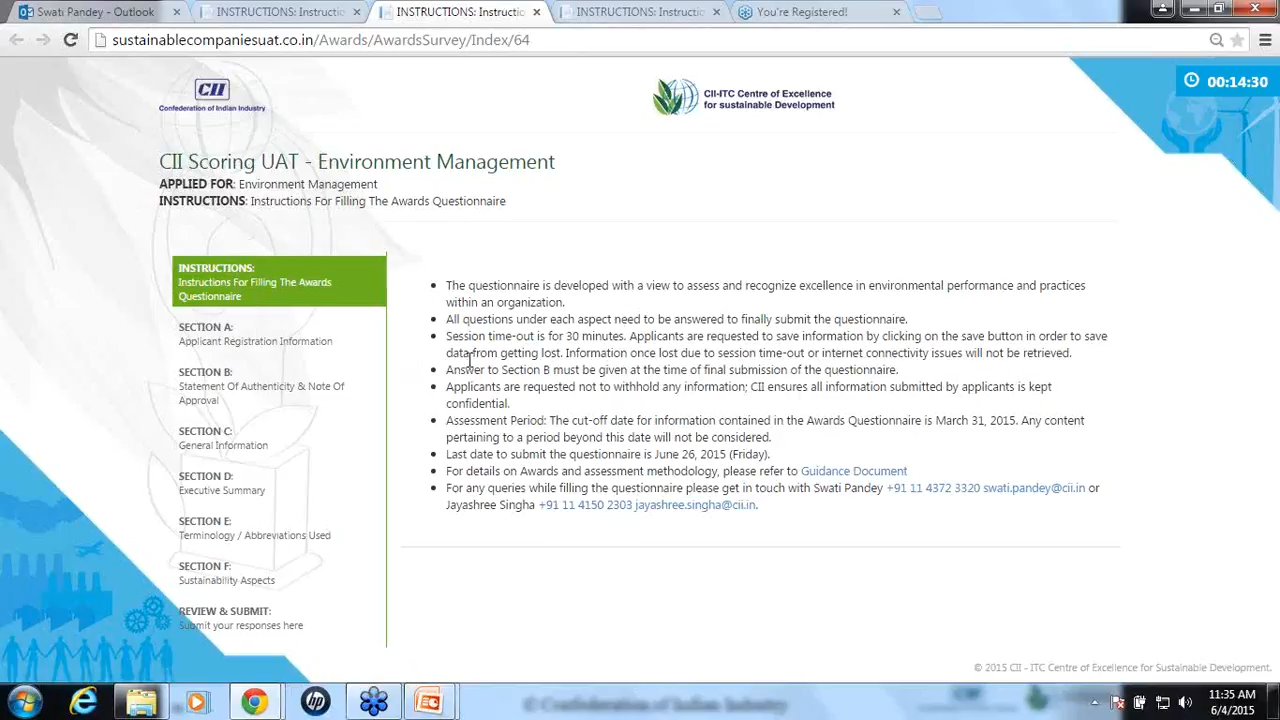 Swati Pandey - Outlook
INSTRUCTIONS: Instructio
INSTRUCTIONS: Instructio
INSTRUCTIONS: Instructio
You're Registered!
sustainablecompaniesuat.co.in/Awards/AwardsSurvey/Index/64
00:14:30
CII
Confederation of Indian Industry
CII-ITC Centre of Excellence
for sustainable Development
CII Scoring UAT - Environment Management
APPLIED FOR: Environment Management
INSTRUCTIONS: Instructions For Filling The Awards Questionnaire
INSTRUCTIONS:
Instructions For Filling The Awards
Questionnaire
SECTION A:
Applicant Registration Information
SECTION B:
Statement Of Authenticity & Note Of
Approval
SECTION C:
General Information
SECTION D:
Executive Summary
SECTION E:
Terminology / Abbreviations Used
SECTION F:
Sustainability Aspects
REVIEW & SUBMIT:
Submit your responses here
• The questionnaire is developed with a view to assess and recognize excellence in environmental performance and practices
within an organization.
• All questions under each aspect need to be answered to finally submit the questionnaire.
• Session time-out is for 30 minutes. Applicants are requested to save information by clicking on the save button in order to save
data from getting lost. Information once lost due to session time-out or internet connectivity issues will not be retrieved.
• Answer to Section B must be given at the time of final submission of the questionnaire.
• Applicants are requested not to withhold any information; CII ensures all information submitted by applicants is kept
confidential.
• Assessment Period: The cut-off date for information contained in the Awards Questionnaire is March 31, 2015. Any content
pertaining to a period beyond this date will not be considered.
• Last date to submit the questionnaire is June 26, 2015 (Friday).
• For details on Awards and assessment methodology, please refer to Guidance Document
• For any queries while filling the questionnaire please get in touch with Swati Pandey +91 11 4372 3320 swati.pandey@cii.in or
Jayashree Singha +91 11 4150 2303 jayashree.singha@cii.in.
© 2015 CII - ITC Centre of Excellence for Sustainable Development.
© Confederation of Indian Industry
11:35 AM
6/4/2015